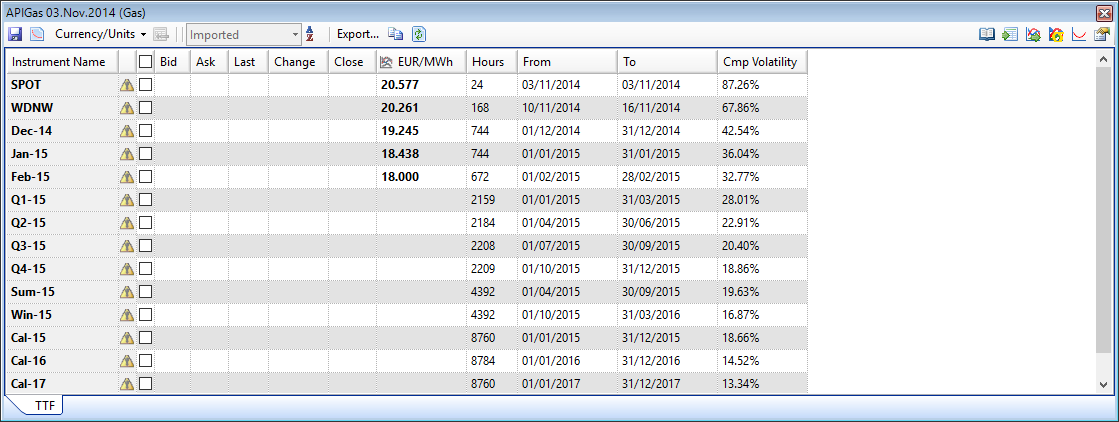 APIGas 03.Nov.2014 (Gas)
Currency/Units Imported A Z Export...
Instrument Name Bid Ask Last Change Close EUR/MWh Hours From To Cmp Volatility
SPOT 20.577 24 03/11/2014 03/11/2014 87.26%
WDNW 20.261 168 10/11/2014 16/11/2014 67.86%
Dec-14 19.245 744 01/12/2014 31/12/2014 42.54%
Jan-15 18.438 744 01/01/2015 31/01/2015 36.04%
Feb-15 18.000 672 01/02/2015 28/02/2015 32.77%
Q1-15 2159 01/01/2015 31/03/2015 28.01%
Q2-15 2184 01/04/2015 30/06/2015 22.91%
Q3-15 2208 01/07/2015 30/09/2015 20.40%
Q4-15 2209 01/10/2015 31/12/2015 18.86%
Sum-15 4392 01/04/2015 30/09/2015 19.63%
Win-15 4392 01/10/2015 31/03/2016 16.87%
Cal-15 8760 01/01/2015 31/12/2015 18.66%
Cal-16 8784 01/01/2016 31/12/2016 14.52%
Cal-17 8760 01/01/2017 31/12/2017 13.34%
TTF